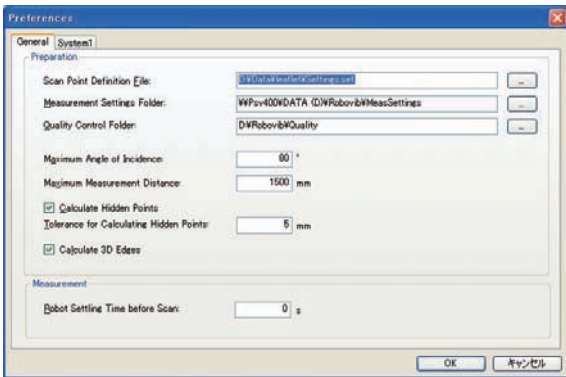 Preferences
General System1
Preparation
Scan Point Definition File: D:¥Data¥leaflet¥Settings.set ...
Measurement Settings Folder: ¥¥Psv400¥DATA (D)¥Robovib¥MeasSettings ...
Quality Control Folder: D:¥Robovib¥Quality ...
Maximum Angle of Incidence: °
Maximum Measurement Distance: 1500 mm
Calculate Hidden Points
Tolerance for Calculating Hidden Points: 5 mm
Calculate 3D Edges
Measurement
Robot Settling Time before Scan: 0 s
OK キャンセル